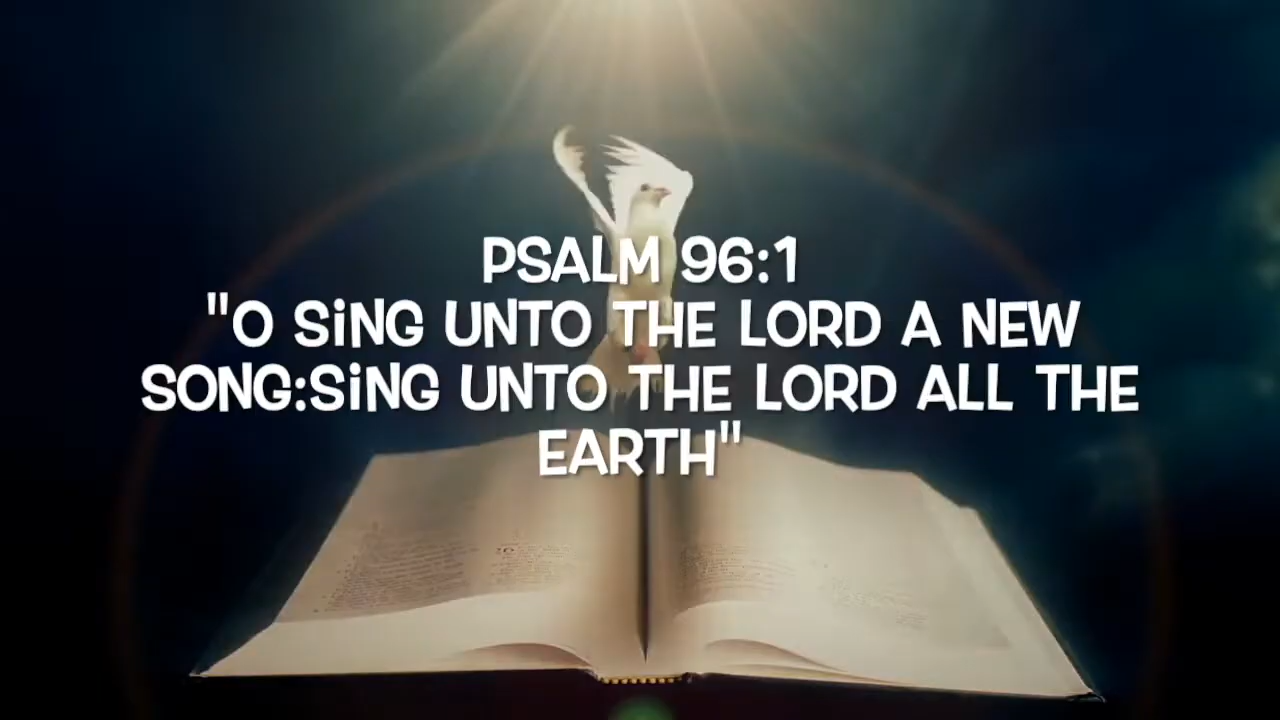 PSALM 96:1
"O SiNG UNTO THE LORD A NEW
SONG:SiNG UNTO THE LORD ALL THE
EARTH"